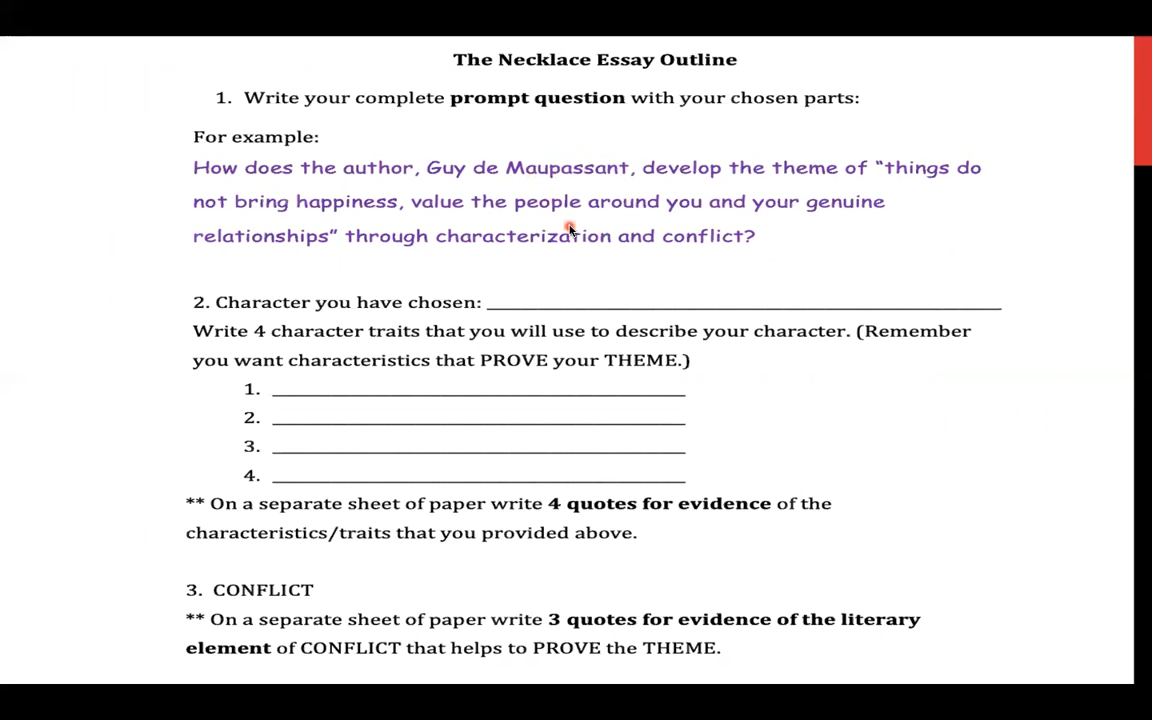 The Necklace Essay Outline
1. Write your complete prompt question with your chosen parts:
For example:
How does the author, Guy de Maupassant, develop the theme of “things do
not bring happiness, value the people around you and your genuine
relationships” through characterization and conflict?
2. Character you have chosen: ____________________
Write 4 character traits that you will use to describe your character. (Remember
you want characteristics that PROVE your THEME.)
1. ____________________
2. ____________________
3. ____________________
4. ____________________
** On a separate sheet of paper write 4 quotes for evidence of the
characteristics/traits that you provided above.
3. CONFLICT
** On a separate sheet of paper write 3 quotes for evidence of the literary
element of CONFLICT that helps to PROVE the THEME.